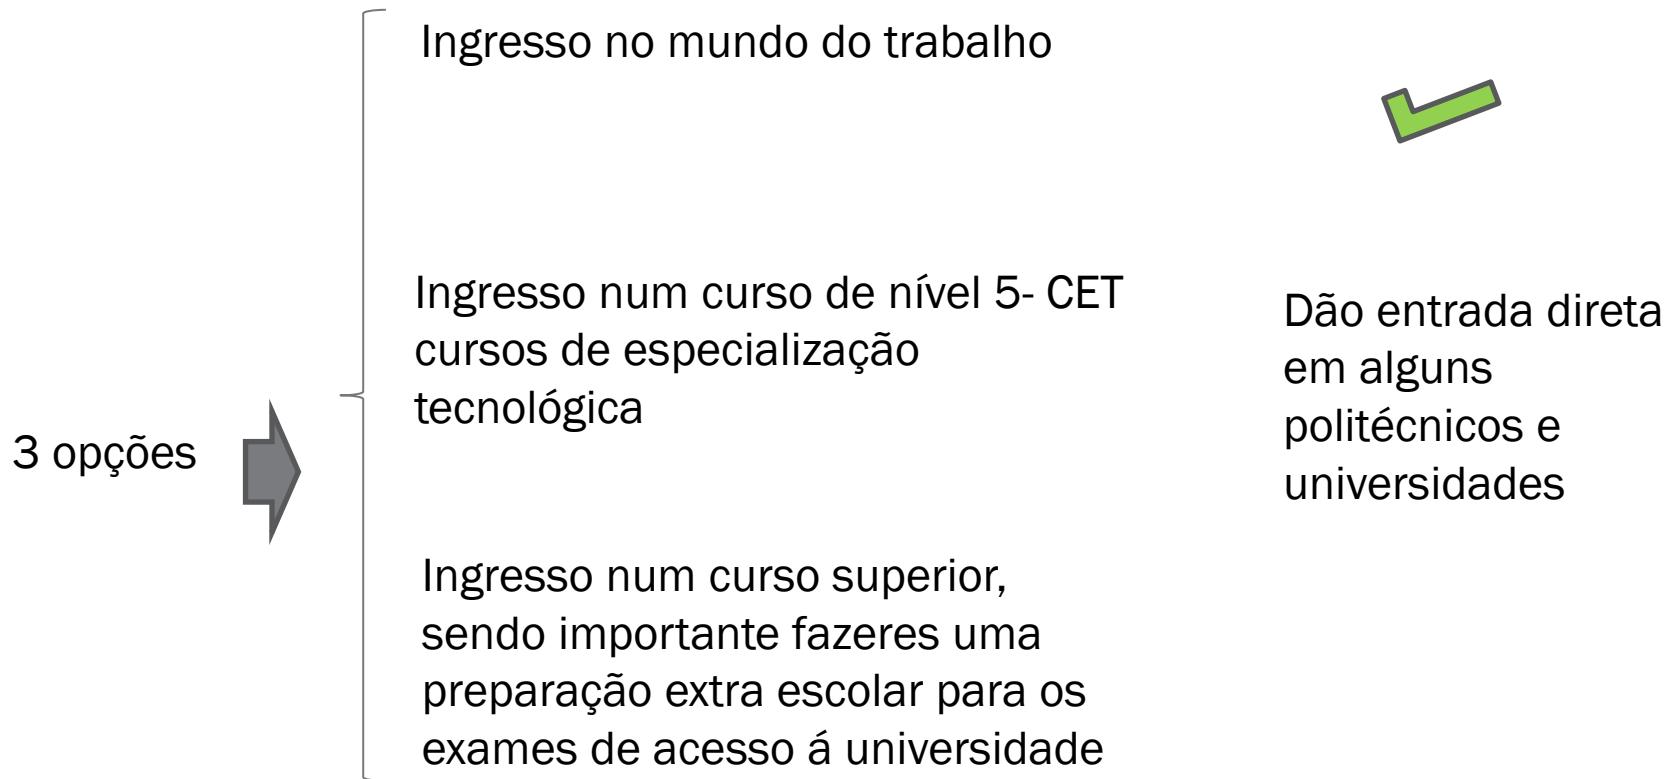 Ingresso no mundo do trabalho
Ingresso num curso de nível 5- CET
cursos de especialização
tecnológica
Dão entrada direta
em alguns
politécnicos e
universidades
3 opções
Ingresso num curso superior,
sendo importante fazeres uma
preparação extra escolar para os
exames de acesso á universidade